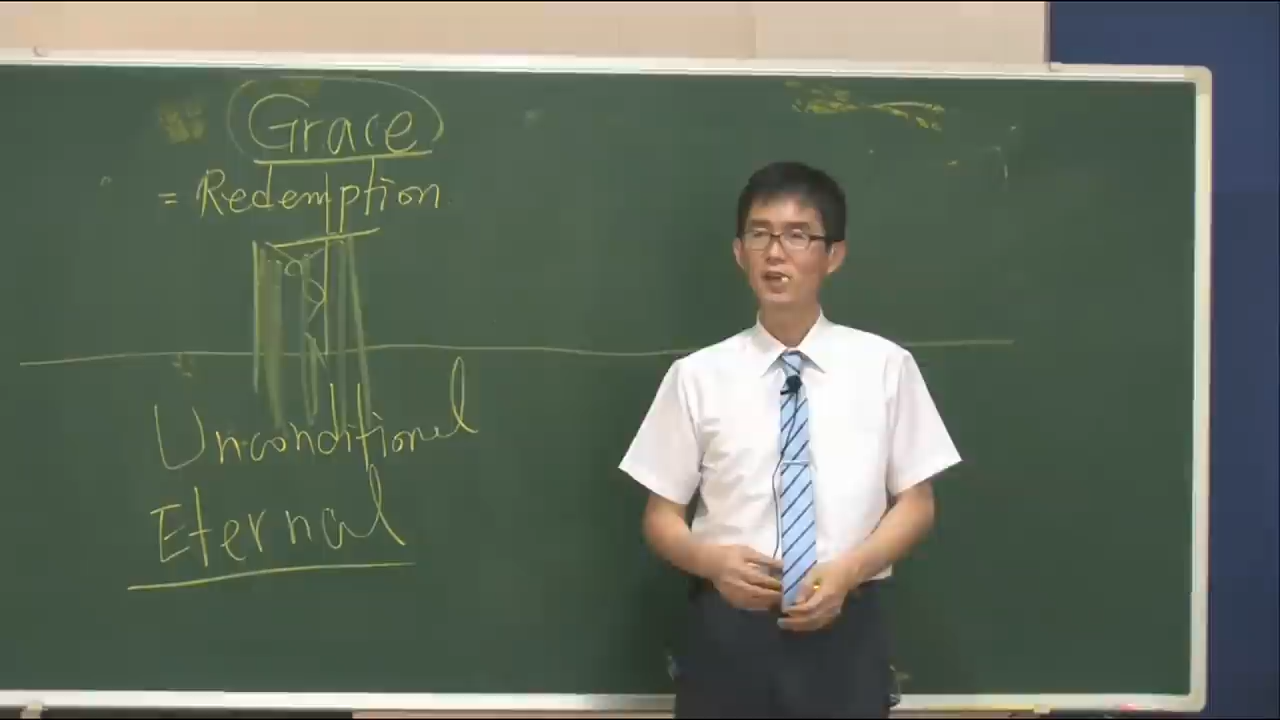 Grace
= Redemption
Unconditional
Eternal